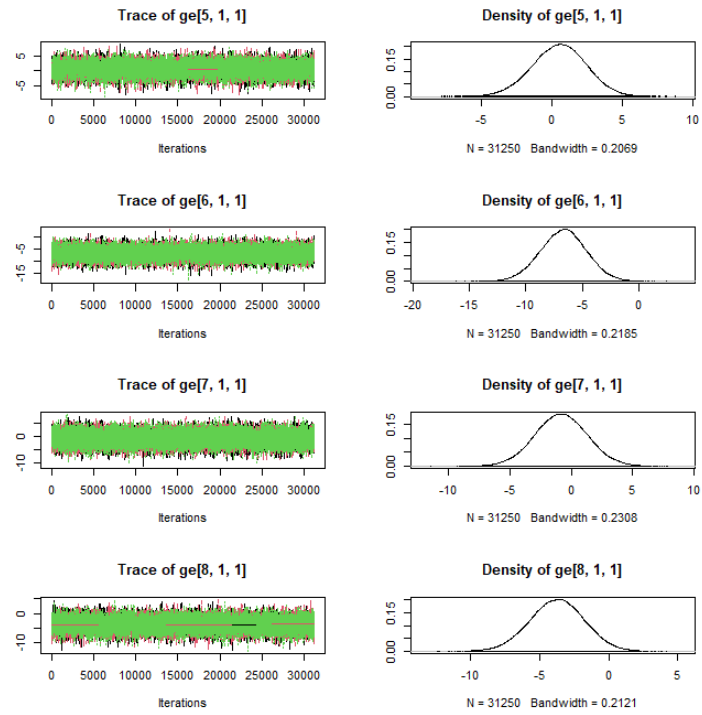 Trace of ge[5, 1, 1]
5
-5
0 5000 10000 15000 20000 25000 30000
Iterations
Density of ge[5, 1, 1]
0.15
0.00
-5 0 5 10
N = 31250 Bandwidth = 0.2069
Trace of ge[6, 1, 1]
-5
-15
0 5000 10000 15000 20000 25000 30000
Iterations
Density of ge[6, 1, 1]
0.15
0.00
-20 -15 -10 -5 0
N = 31250 Bandwidth = 0.2185
Trace of ge[7, 1, 1]
0
-10
0 5000 10000 15000 20000 25000 30000
Iterations
Density of ge[7, 1, 1]
0.15
0.00
-10 -5 0 5 10
N = 31250 Bandwidth = 0.2308
Trace of ge[8, 1, 1]
0
-10
0 5000 10000 15000 20000 25000 30000
Iterations
Density of ge[8, 1, 1]
0.15
0.00
-10 -5 0 5
N = 31250 Bandwidth = 0.2121